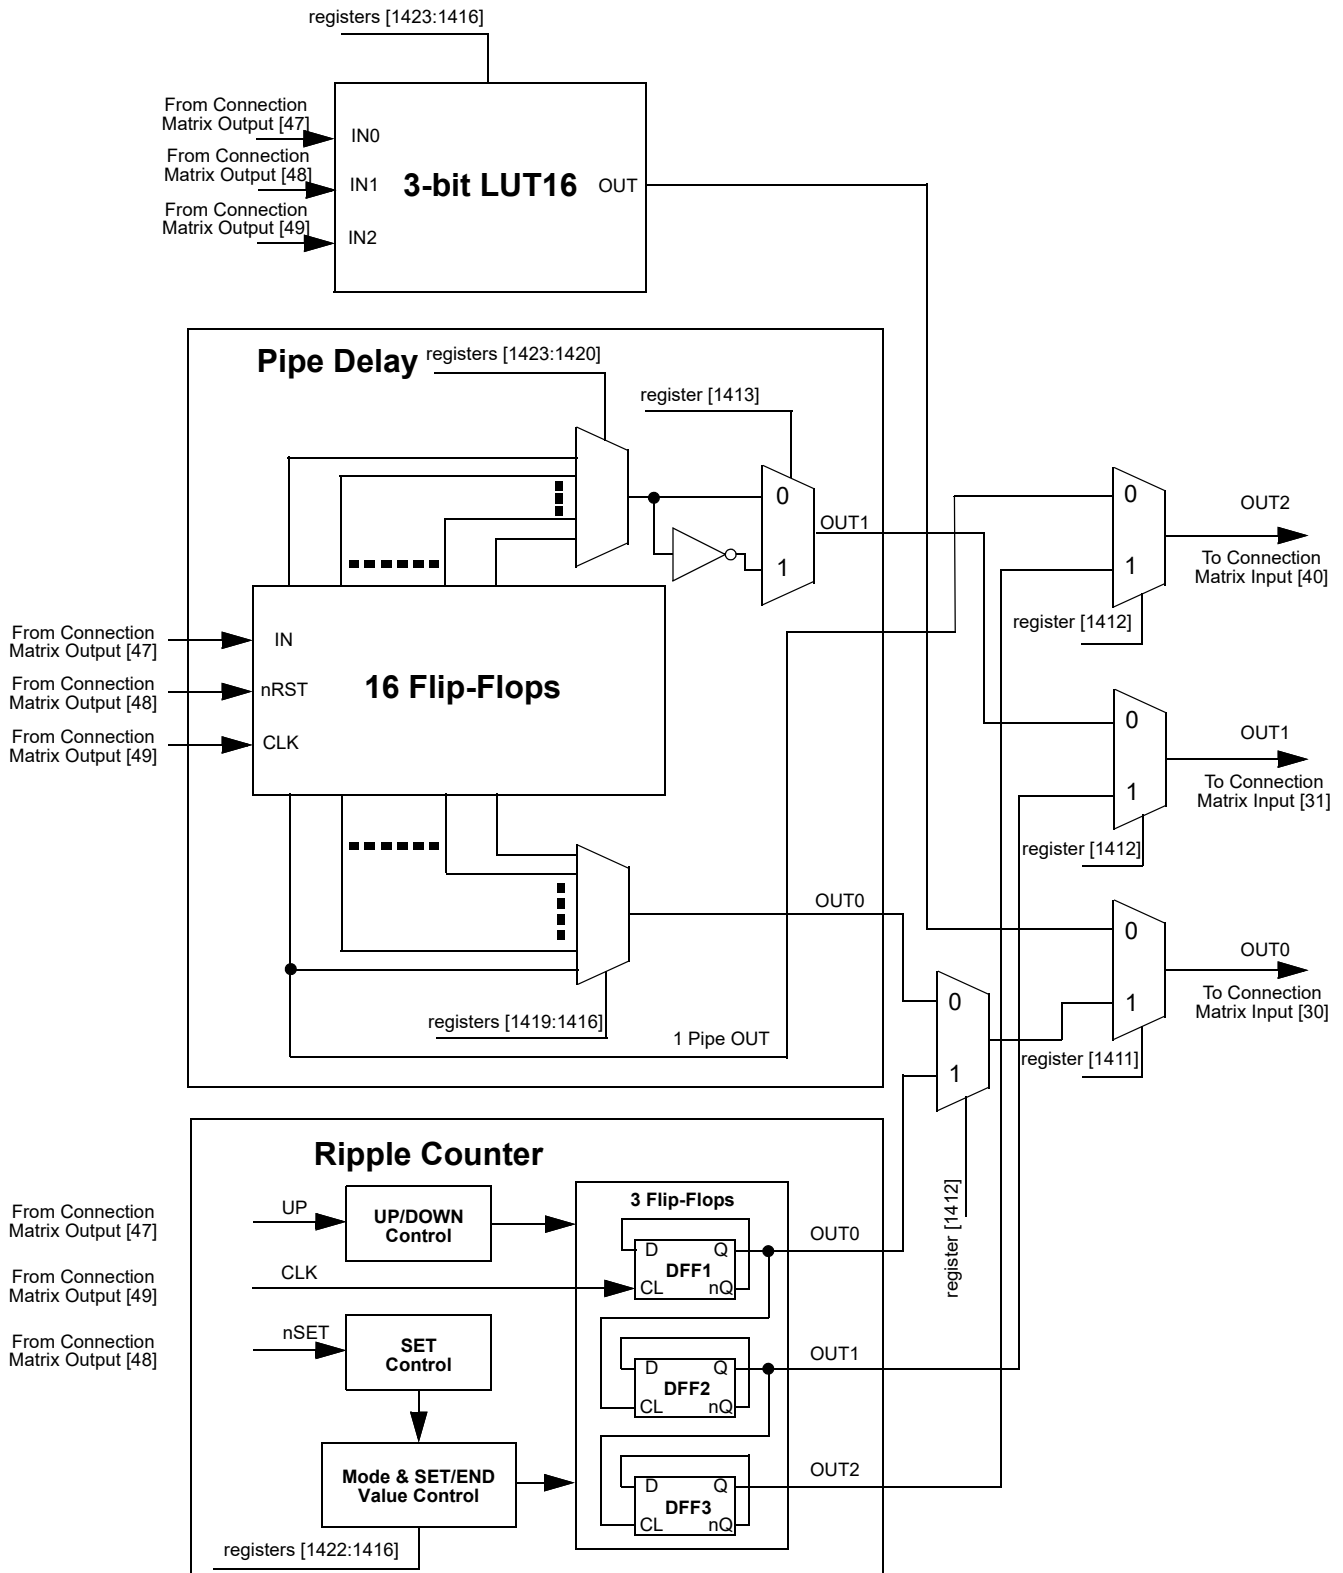 registers [1423:1416]
From Connection
Matrix Output [47]
IN0
From Connection
Matrix Output [48]
IN1
3-bit LUT16
OUT
From Connection
Matrix Output [49]
IN2
Pipe Delay
registers [1423:1420]
register [1413]
0
1
OUT1
0
1
OUT2
To Connection
Matrix Input [40]
register [1412]
From Connection
Matrix Output [47]
IN
From Connection
Matrix Output [48]
nRST
16 Flip-Flops
From Connection
Matrix Output [49]
CLK
0
1
OUT1
To Connection
Matrix Input [31]
register [1412]
OUT0
0
1
OUT0
To Connection
Matrix Input [30]
register [1411]
registers [1419:1416]
1 Pipe OUT
0
1
register [1412]
Ripple Counter
From Connection
Matrix Output [47]
UP
UP/DOWN
Control
3 Flip-Flops
D
Q
DFF1
CL
nQ
OUT0
From Connection
Matrix Output [49]
CLK
From Connection
Matrix Output [48]
nSET
SET
Control
D
Q
DFF2
CL
nQ
OUT1
Mode & SET/END
Value Control
D
Q
DFF3
CL
nQ
OUT2
registers [1422:1416]